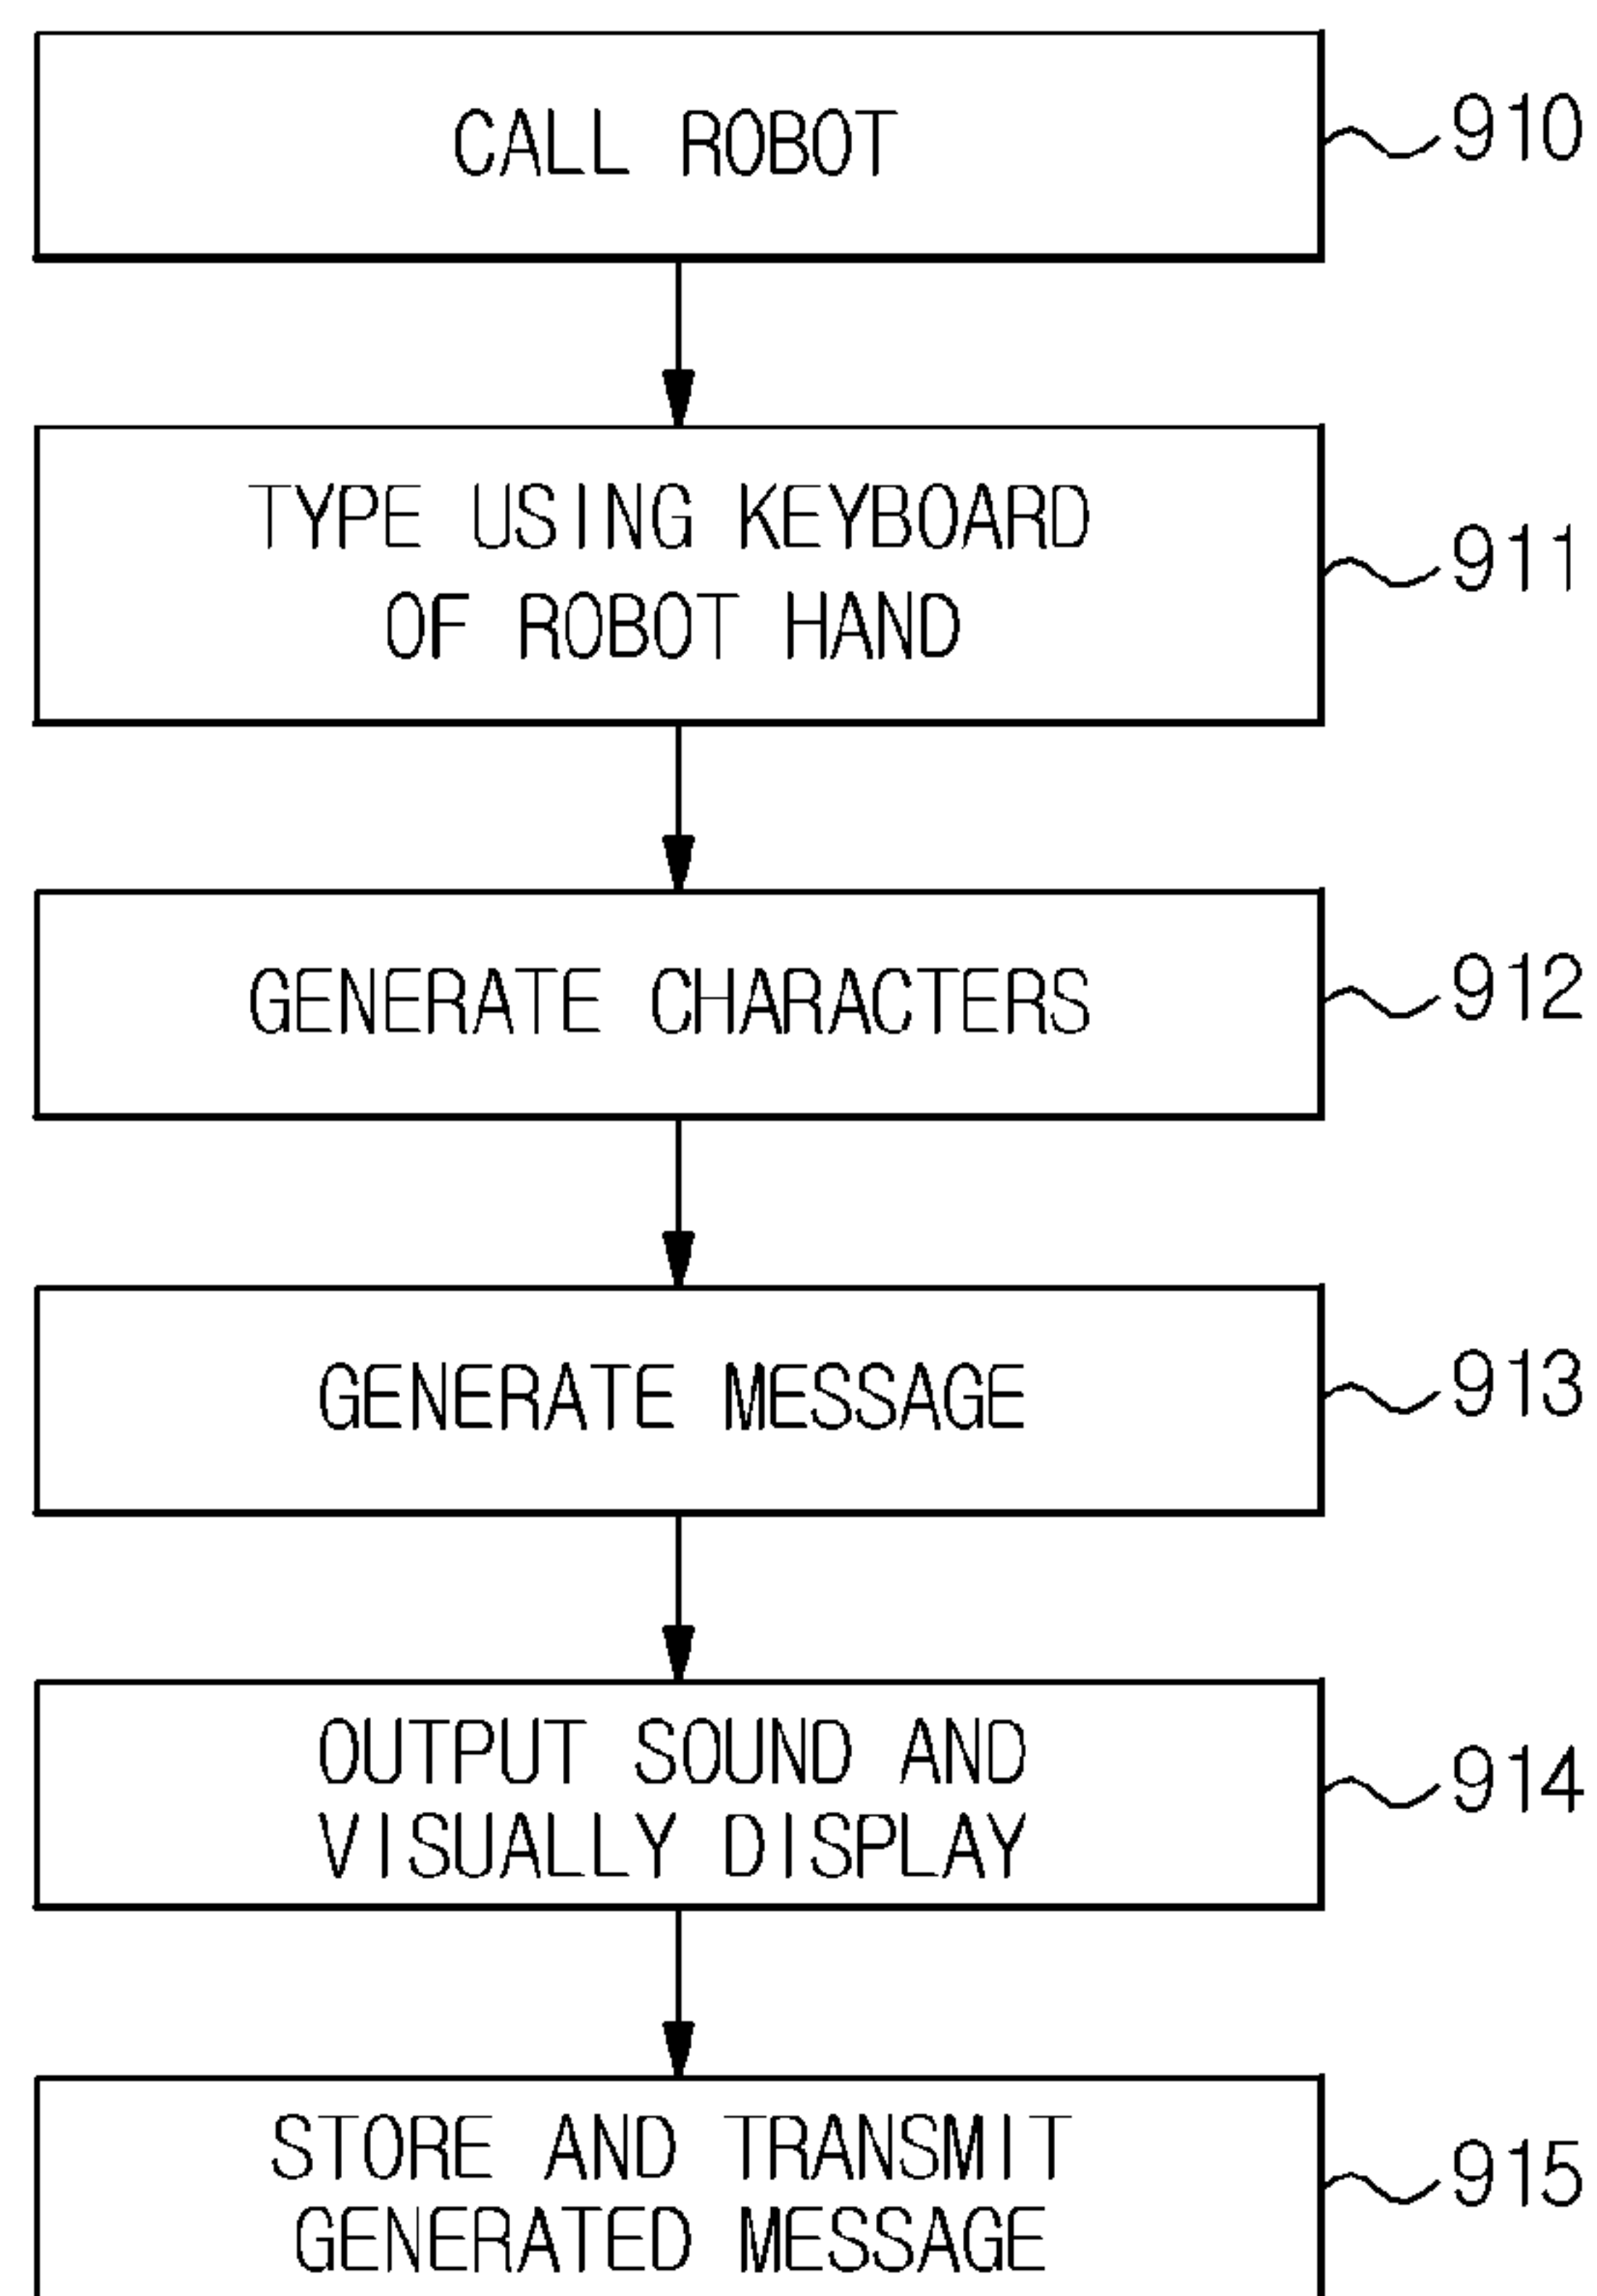 CALL ROBOT
910
TYPE USING KEYBOARD
OF ROBOT HAND
911
GENERATE CHARACTERS
912
GENERATE MESSAGE
913
OUTPUT SOUND AND
VISUALLY DISPLAY
914
STORE AND TRANSMIT
GENERATED MESSAGE
915